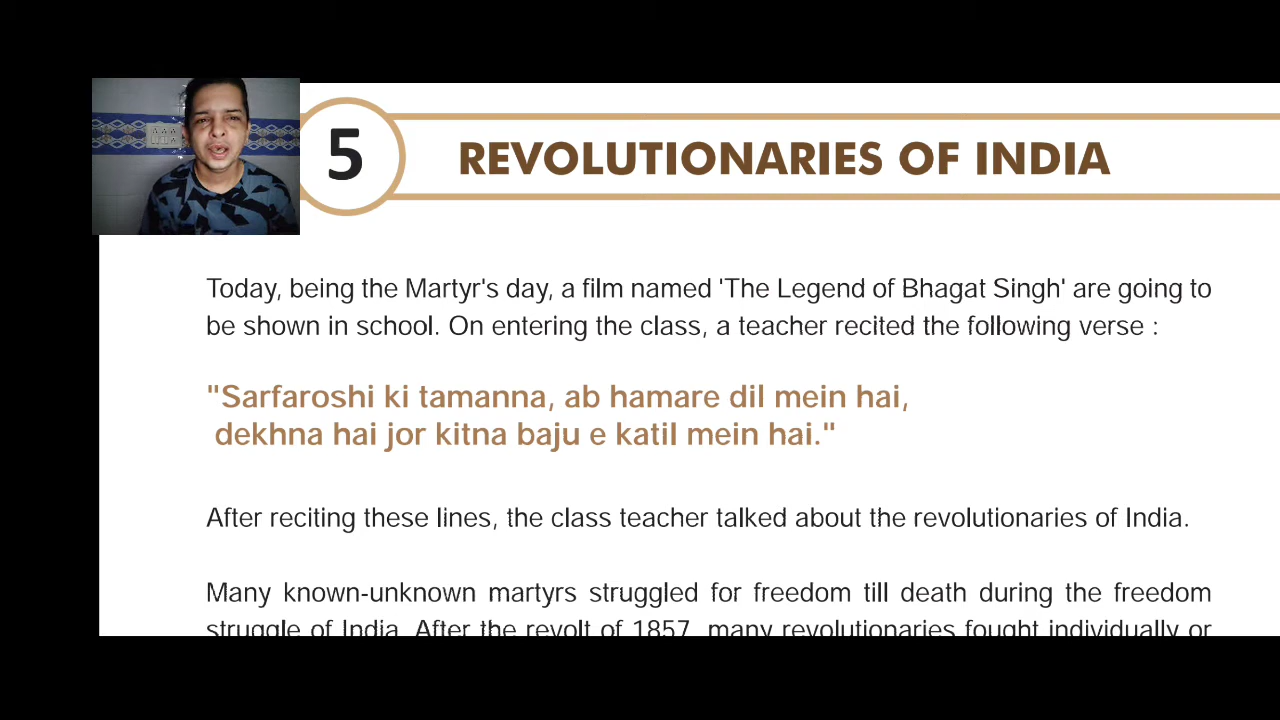 5
REVOLUTIONARIES OF INDIA
Today, being the Martyr's day, a film named 'The Legend of Bhagat Singh' are going to
be shown in school. On entering the class, a teacher recited the following verse :
"Sarfaroshi ki tamanna, ab hamare dil mein hai,
dekhna hai jor kitna baju e katil mein hai."
After reciting these lines, the class teacher talked about the revolutionaries of India.
Many known-unknown martyrs struggled for freedom till death during the freedom
struggle of India. After the revolt of 1857, many revolutionaries fought individually or